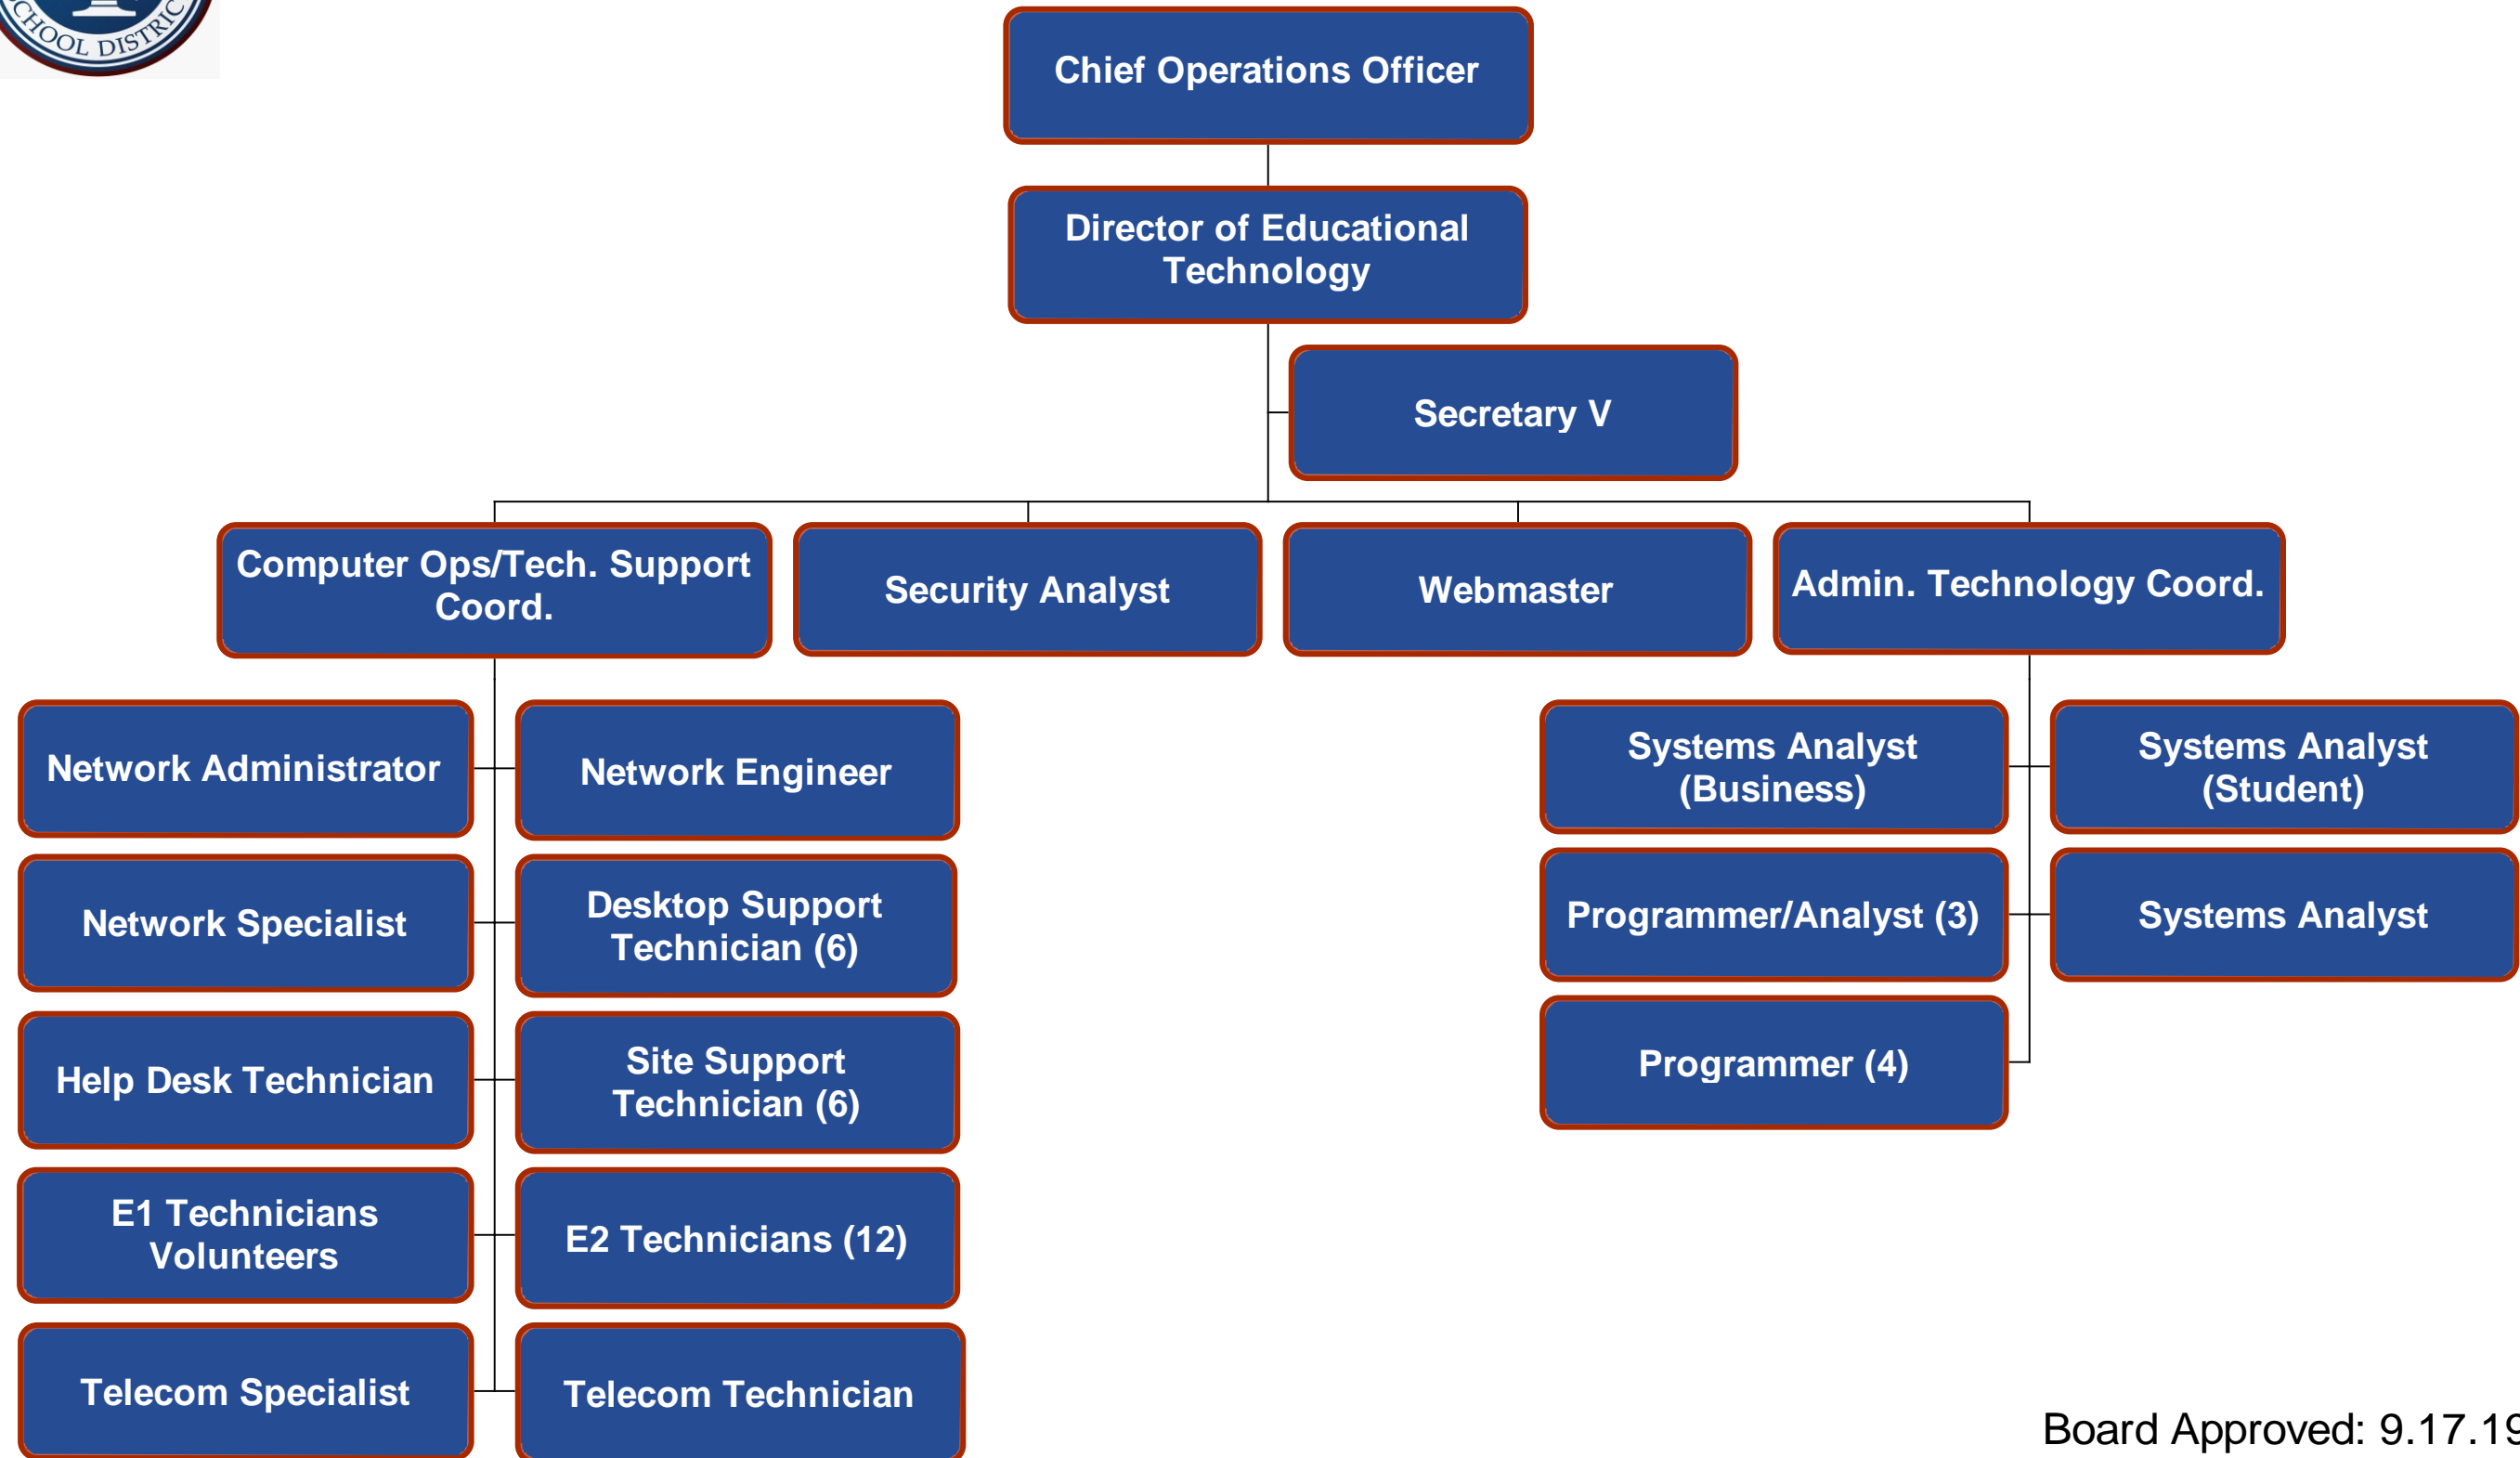 SCHOOL DISTRIC
Chief Operations Officer
Director of Educational
Technology
Secretary V
Computer Ops/Tech. Support
Coord.
Security Analyst
Webmaster
Admin. Technology Coord.
Network Administrator
Network Engineer
Systems Analyst
(Business)
Systems Analyst
(Student)
Network Specialist
Desktop Support
Technician (6)
Programmer/Analyst (3)
Systems Analyst
Help Desk Technician
Site Support
Technician (6)
Programmer (4)
E1 Technicians
Volunteers
E2 Technicians (12)
Telecom Specialist
Telecom Technician
Board Approved: 9.17.19